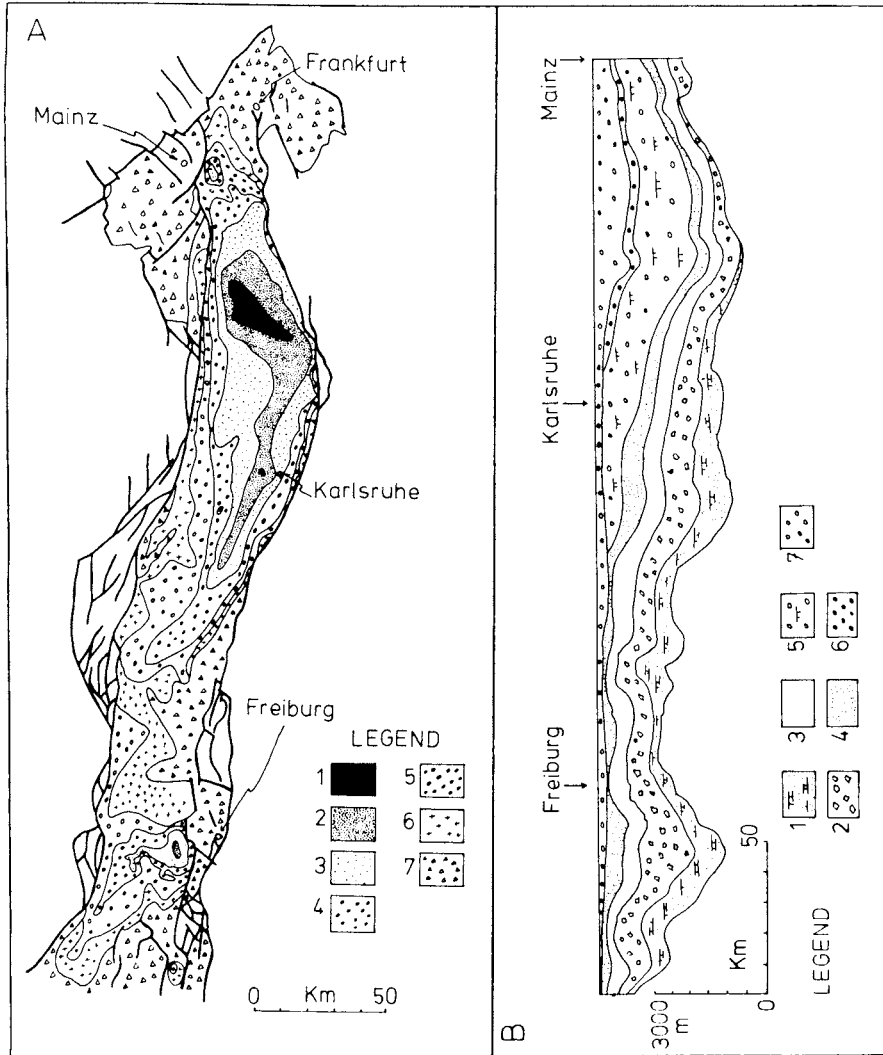 A
Frankfurt
Mainz
Karlsruhe
Freiburg
LEGEND
1
2
3
4
5
6
7
0 Km 50
B
Mainz
Karlsruhe
Freiburg
3000
m
0
Km
50
LEGEND
1
2
3
4
5
6
7